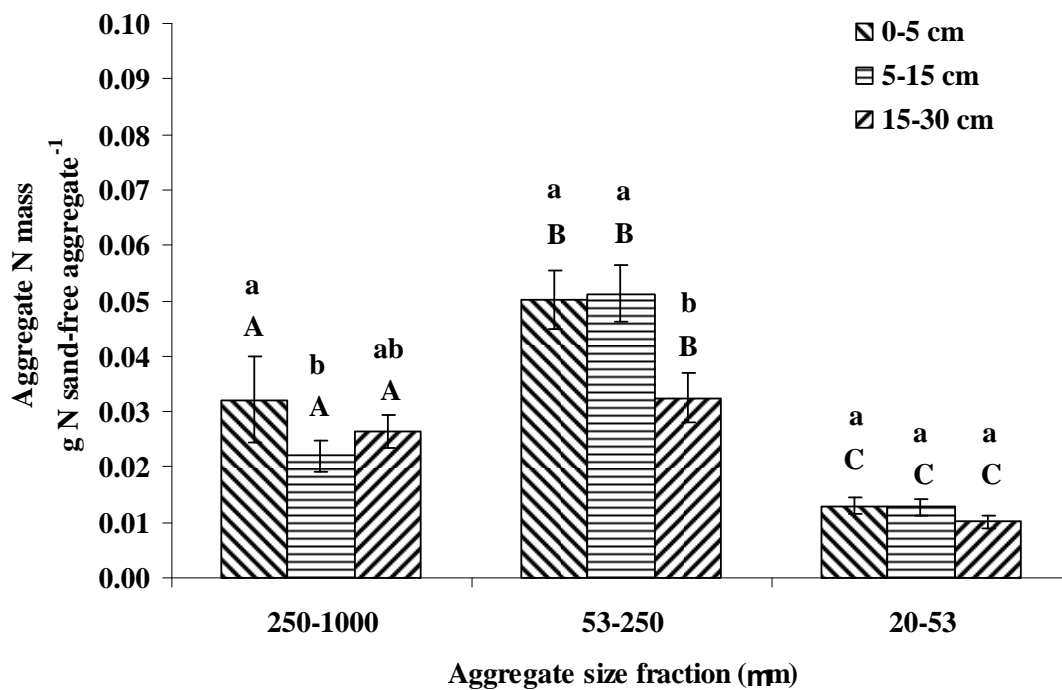 0.10
0.09
0.08
0.07
0.06
0.05
0.04
0.03
0.02
0.01
0.00
Aggregate N mass
g N sand-free aggregate-1
0-5 cm
5-15 cm
15-30 cm
a
A
b
A
ab
A
a
B
a
B
b
B
a
C
a
C
a
C
250-1000
53-250
20-53
Aggregate size fraction (mm)